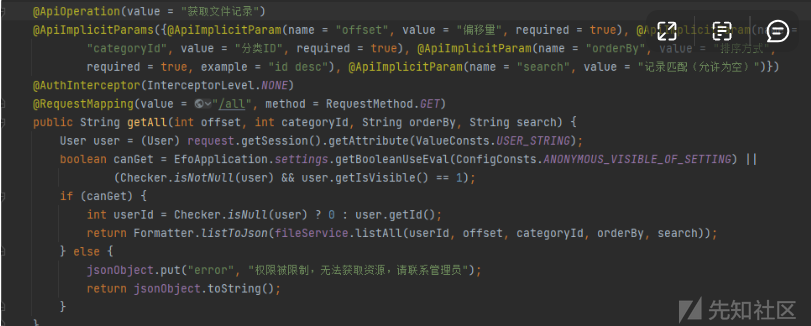 @ApiOperation(value = "获取文件记录")
@ApiImplicitParams({@ApiImplicitParam(name = "offset", value = "偏移量", required = true), @ApiImplicitParam(name =
"categoryId", value = "分类ID", required = true), @ApiImplicitParam(name = "orderBy", value = "排序方式",
required = true, example = "id desc"), @ApiImplicitParam(name = "search", value = "记录匹配（允许为空）")})
@AuthInterceptor(InterceptorLevel.NONE)
@RequestMapping(value = "/all", method = RequestMethod.GET)
public String getAll(int offset, int categoryId, String orderBy, String search) {
User user = (User) request.getSession().getAttribute(ValueConsts.USER_STRING);
boolean canGet = EfoApplication.settings.getBooleanUseEval(ConfigConsts.ANONYMOUS_VISIBLE_OF_SETTING) ||
(Checker.isNotNull(user) && user.getIsVisible() == 1);
if (canGet) {
int userId = Checker.isNull(user) ? 0 : user.getId();
return Formatter.listToJson(fileService.listAll(userId, offset, categoryId, orderBy, search));
} else {
jsonObject.put("error", "权限被限制，无法获取资源，请联系管理员");
return jsonObject.toString();
}
}
先知社区